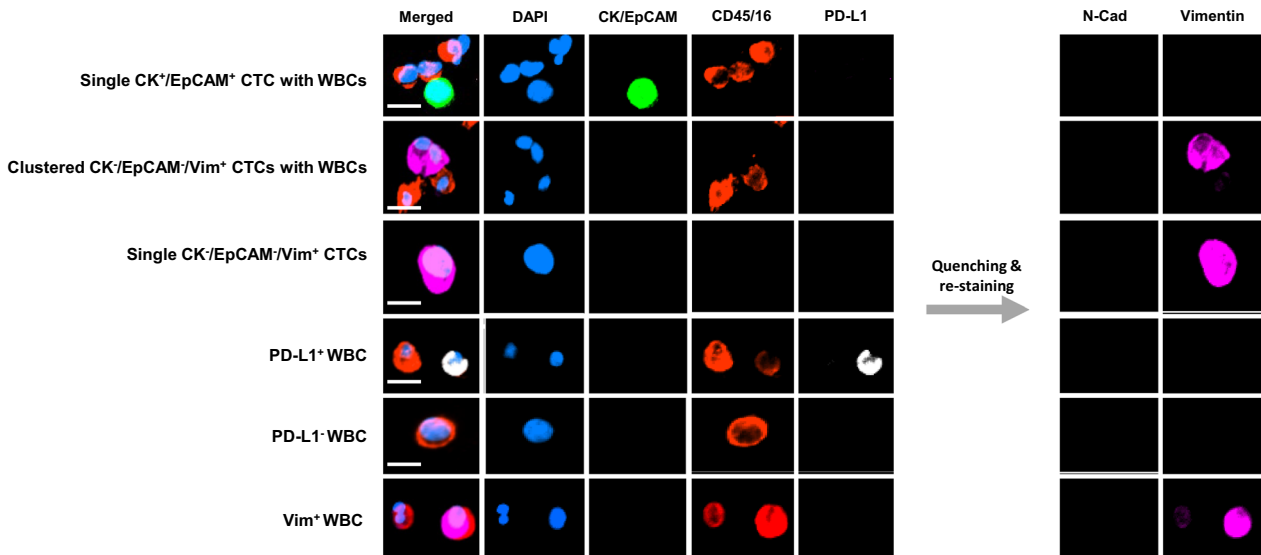 Merged DAPI CK/EpCAM CD45/16 PD-L1 N-Cad Vimentin
Single CK⁺/EpCAM⁺ CTC with WBCs
Clustered CK⁻/EpCAM⁻/Vim⁺ CTCs with WBCs
Single CK⁻/EpCAM⁻/Vim⁺ CTCs
Quenching &
re-staining
PD-L1⁺ WBC
PD-L1⁻ WBC
Vim⁺ WBC